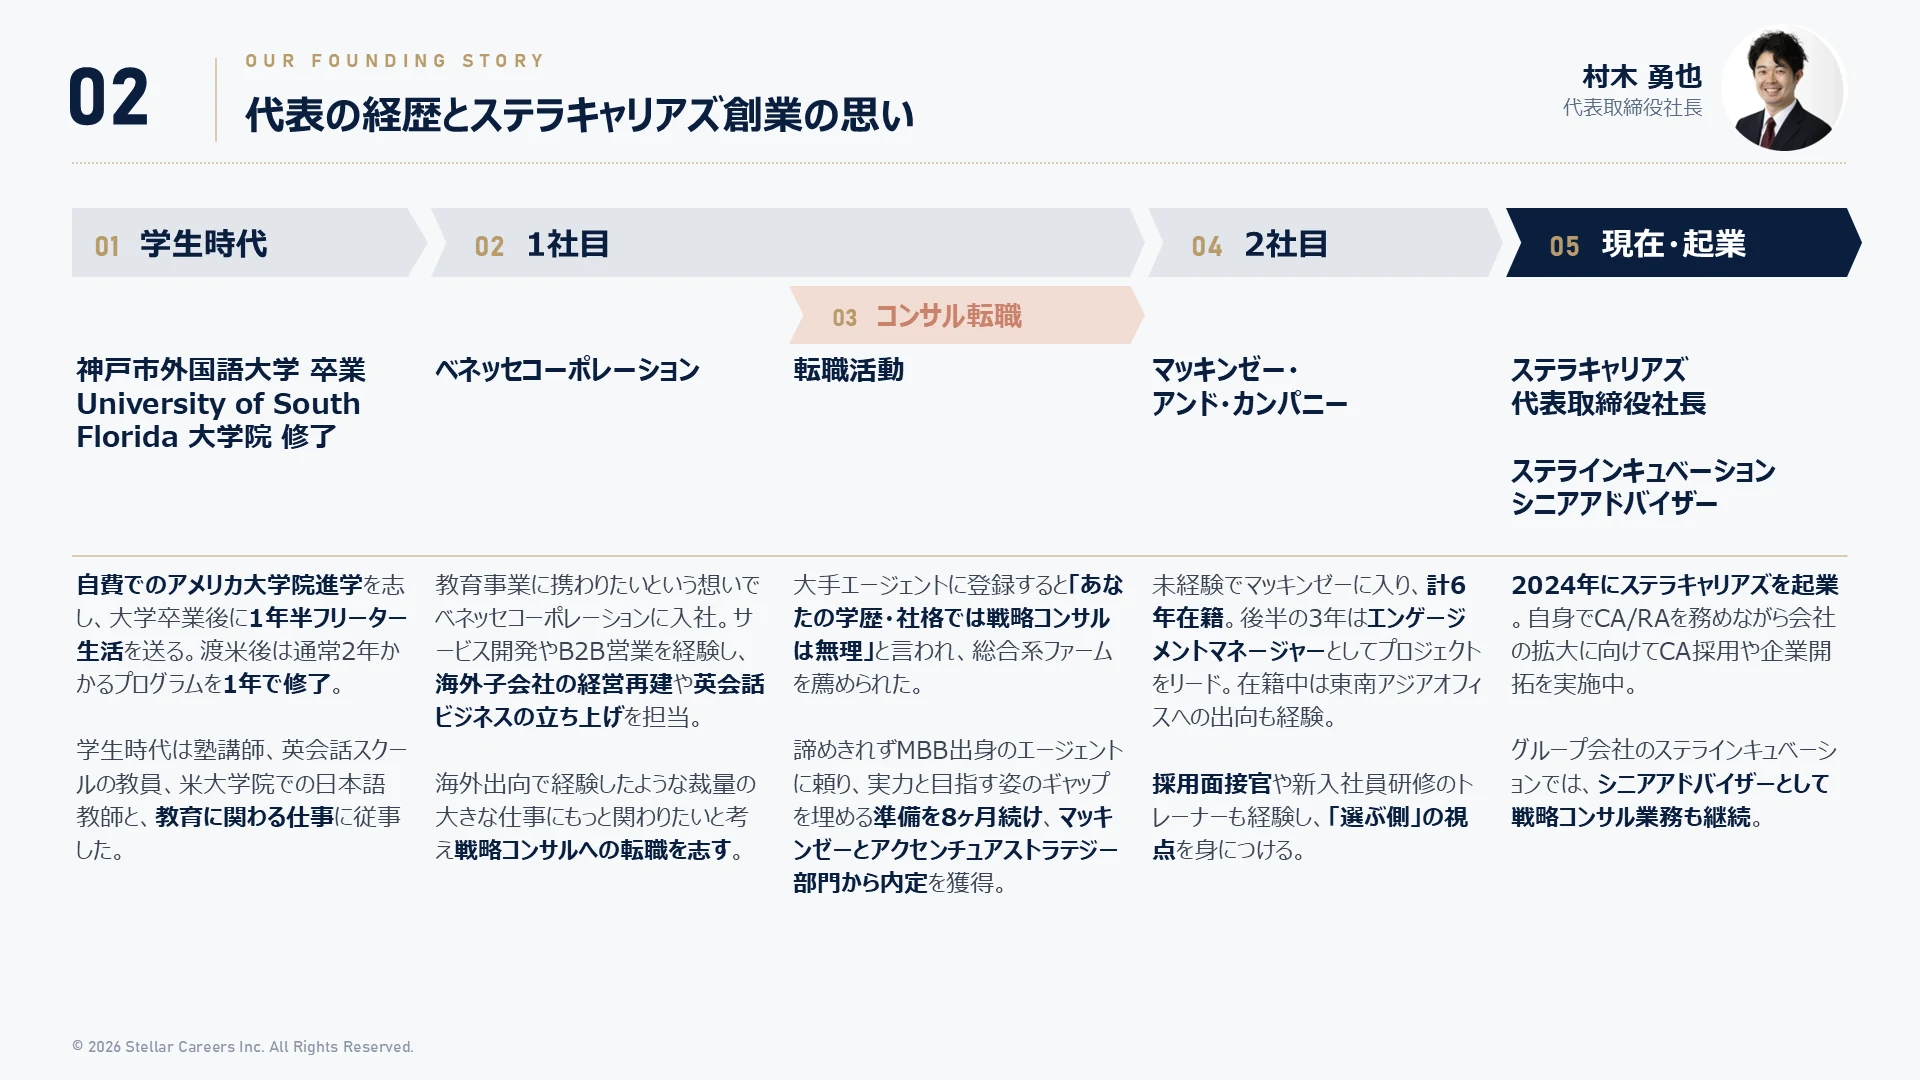 02
OUR FOUNDING STORY
代表の経歴とステラキャリアズ創業の思い
村木 勇也
代表取締役社長
01 学生時代
02 1社目
04 2社目
05 現在・起業
03 コンサル転職
神戸市外国語大学 卒業
University of South
Florida 大学院 修了
ベネッセコーポレーション
転職活動
マッキンゼー・
アンド・カンパニー
ステラキャリアズ
代表取締役社長
ステラインキュベーション
シニアアドバイザー
自費でのアメリカ大学院進学を志
し、大学卒業後に1年半フリーター
生活を送る。渡米後は通常2年か
かるプログラムを1年で修了。
学生時代は塾講師、英会話スクー
ルの教員、米大学院での日本語
教師と、教育に関わる仕事に従事
した。
教育事業に携わりたいという想いで
ベネッセコーポレーションに入社。サ
ービス開発やB2B営業を経験し、
海外子会社の経営再建や英会話
ビジネスの立ち上げを担当。
海外出向で経験したような裁量の
大きな仕事にもっと関わりたいと考
え戦略コンサルへの転職を志す。
大手エージェントに登録すると「あな
たの学歴・社格では戦略コンサル
は無理」と言われ、総合系ファーム
を薦められた。
諦めきれずMBB出身のエージェント
に頼り、実力と目指す姿のギャップ
を埋める準備を8ヶ月続け、マッキ
ンゼーとアクセンチュアストラテジー
部門から内定を獲得。
未経験でマッキンゼーに入り、計6
年在籍。後半の3年はエンゲージ
メントマネージャーとしてプロジェクト
をリード。在籍中は東南アジアオフィ
スへの出向も経験。
採用面接官や新入社員研修のト
レーナーも経験し、「選ぶ側」の視
点を身につける。
2024年にステラキャリアズを起業
。自身でCA/RAを務めながら会社
の拡大に向けてCA採用や企業開
拓を実施中。
グループ会社のステラインキュベーシ
ョンでは、シニアアドバイザーとして
戦略コンサル業務も継続。
© 2026 Stellar Careers Inc. All Rights Reserved.